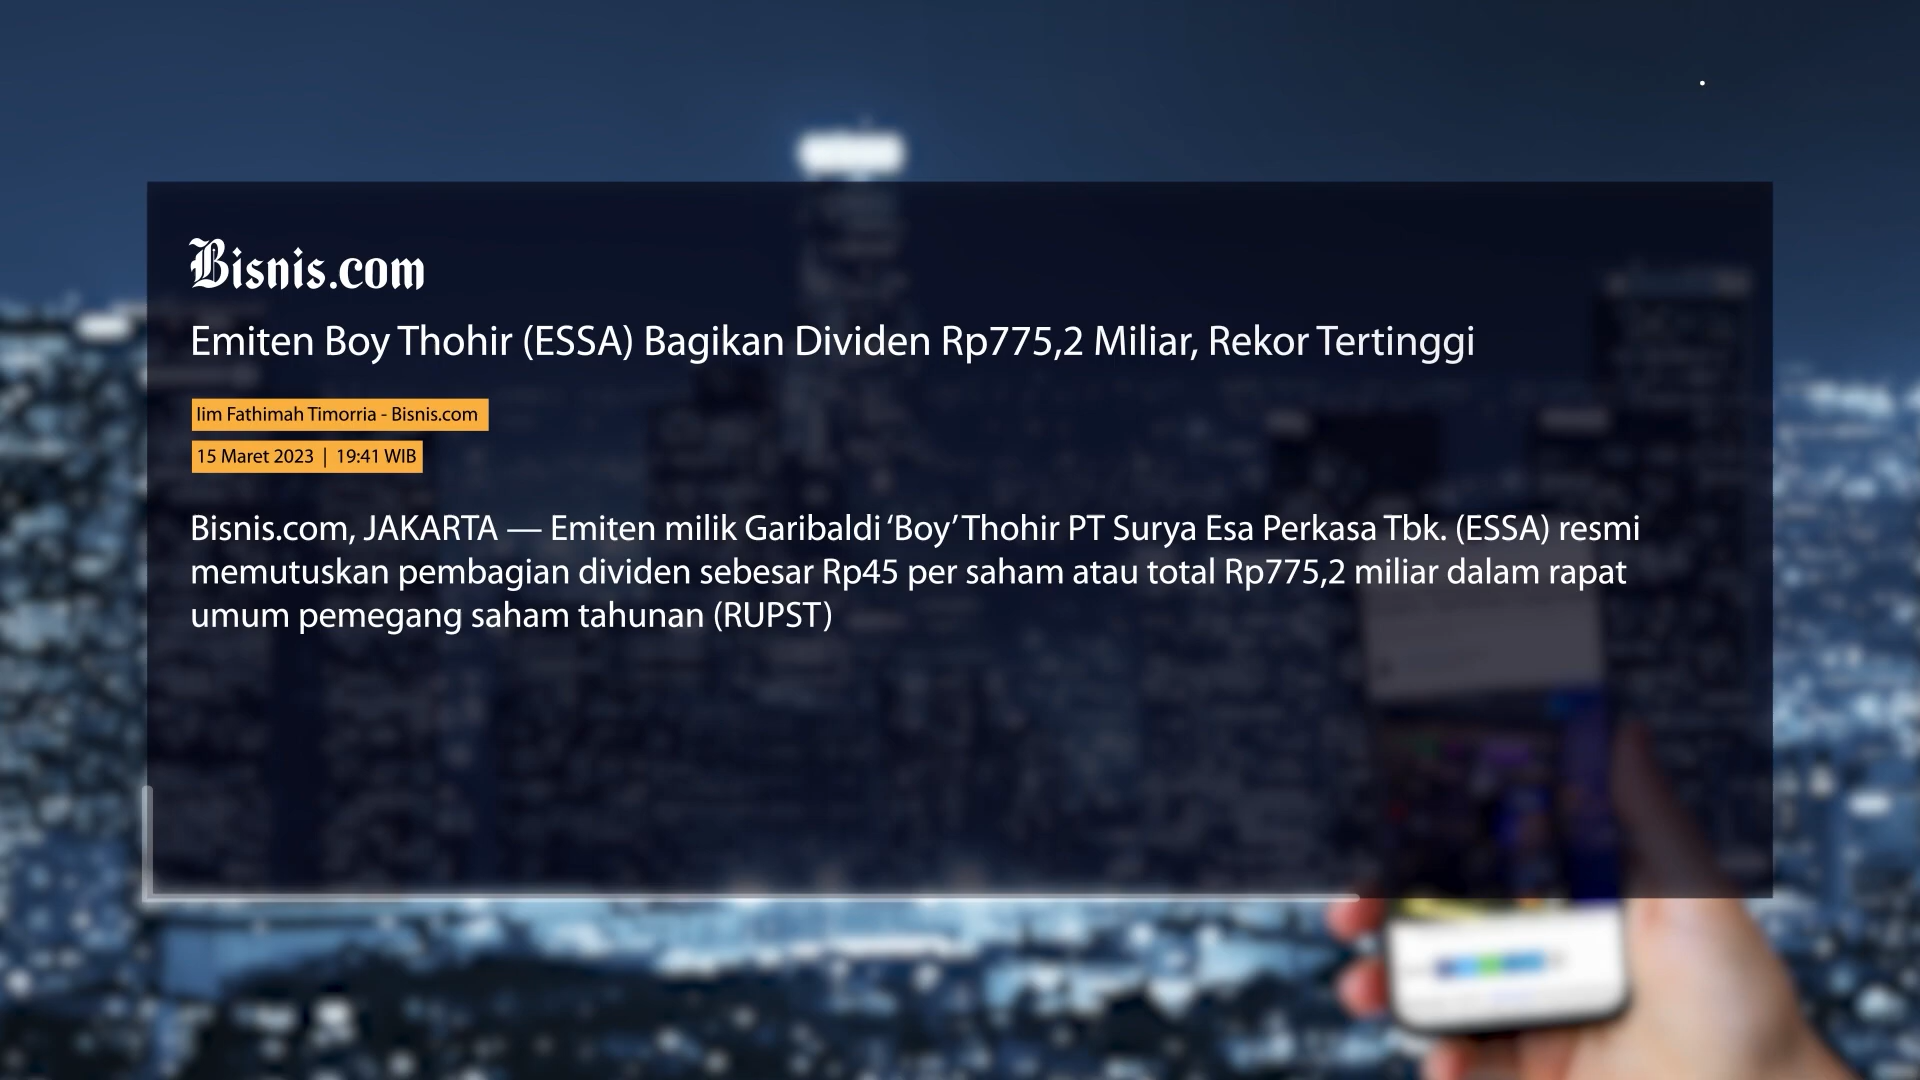 Bisnis.com
Emiten Boy Thohir (ESSA) Bagikan Dividen Rp775,2 Miliar, Rekor Tertinggi
Iim Fathimah Timorria - Bisnis.com
15 Maret 2023 | 19:41 WIB
Bisnis.com, JAKARTA — Emiten milik Garibaldi ‘Boy’ Thohir PT Surya Esa Perkasa Tbk. (ESSA) resmi
memutuskan pembagian dividen sebesar Rp45 per saham atau total Rp775,2 miliar dalam rapat
umum pemegang saham tahunan (RUPST)